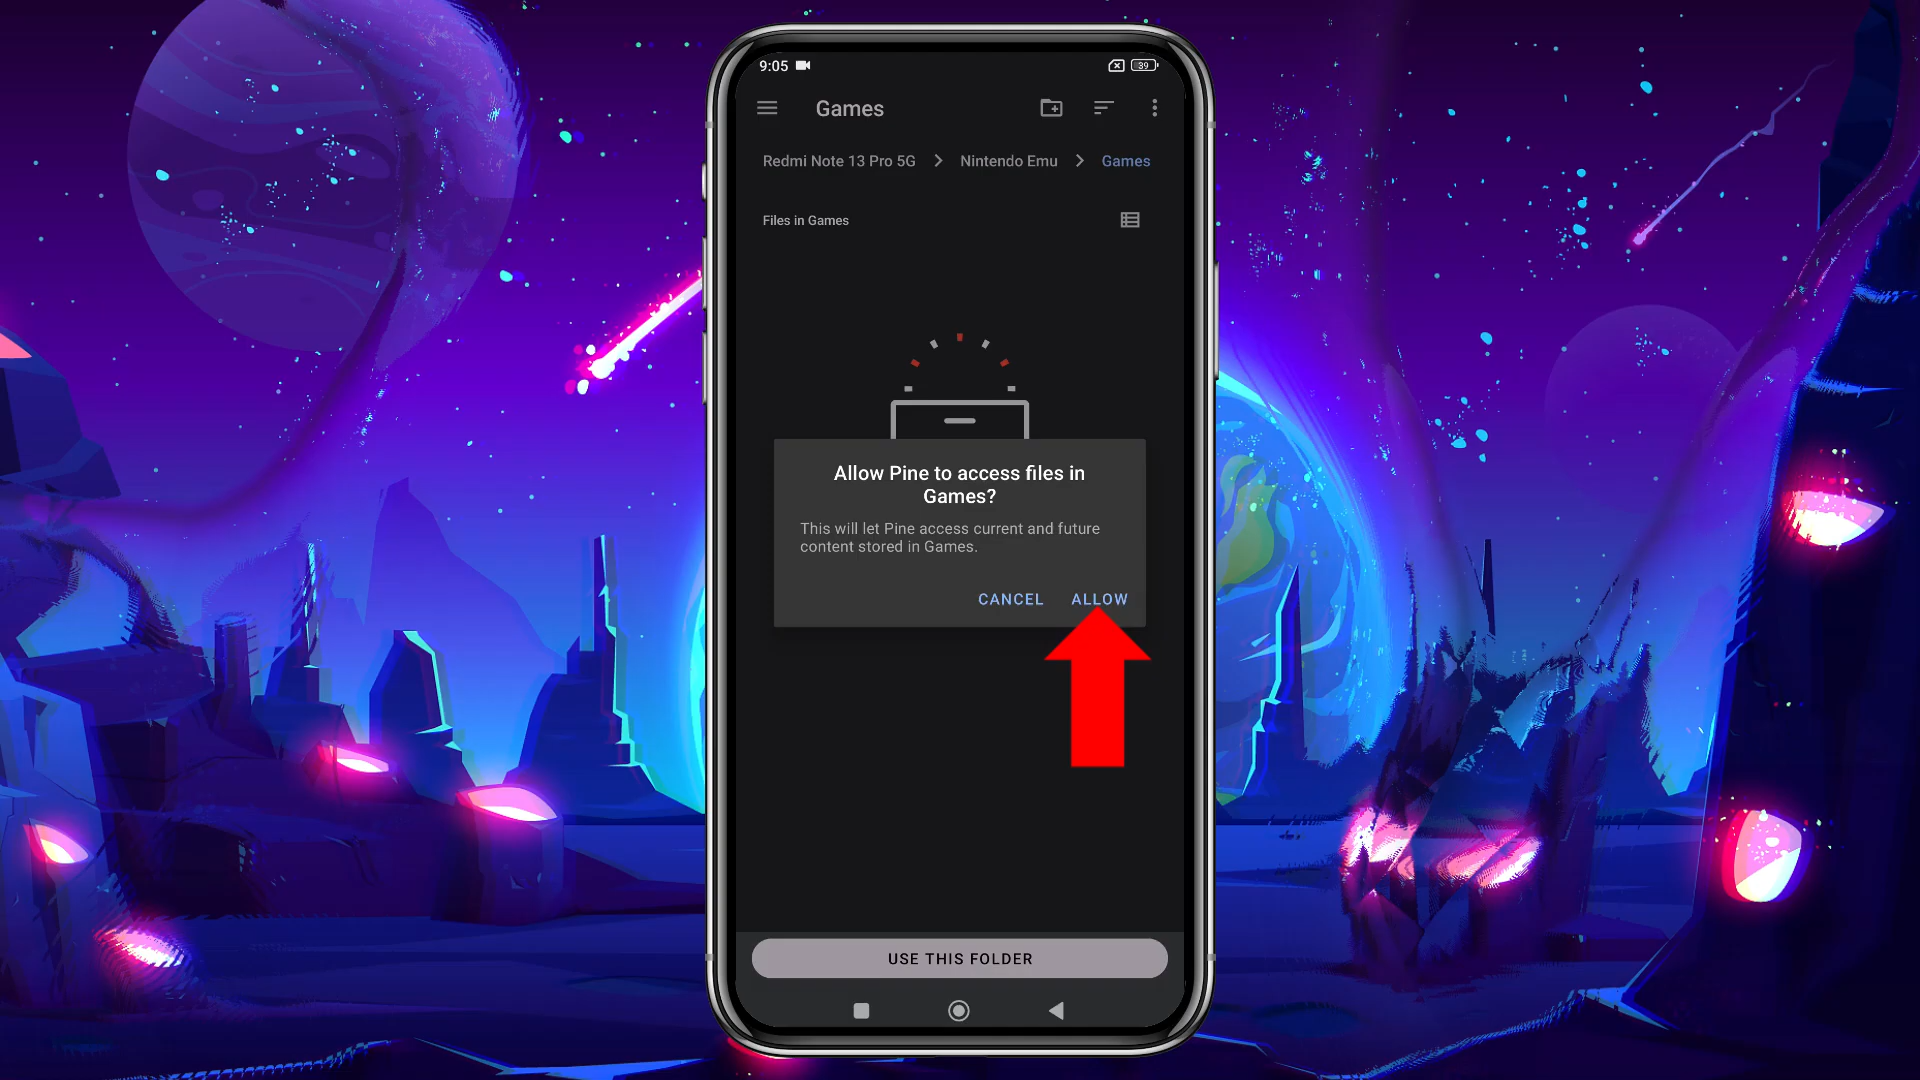 9:05
39
Games
Redmi Note 13 Pro 5G > Nintendo Emu > Games
Files in Games
Allow Pine to access files in
Games?
This will let Pine access current and future
content stored in Games.
CANCEL ALLOW
USE THIS FOLDER